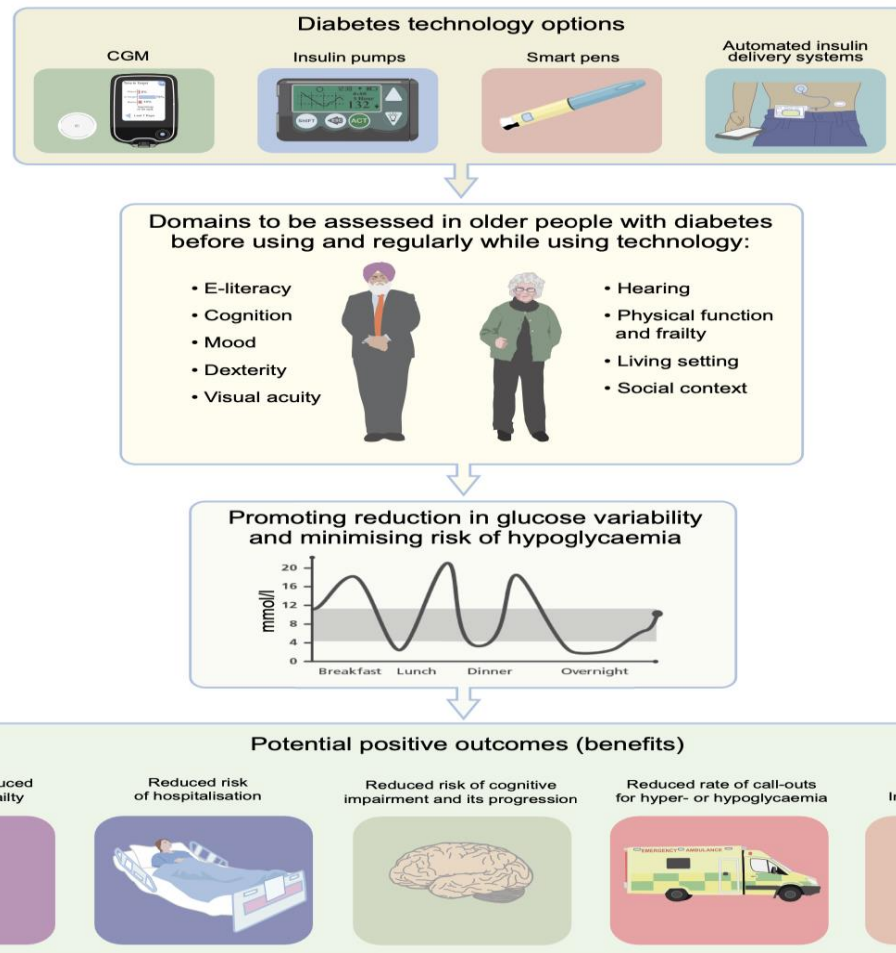 Diabetes technology options
CGM
Insulin pumps
Smart pens
Automated insulin
delivery systems
132
ACT
Domains to be assessed in older people with diabetes
before using and regularly while using technology:
• E-literacy
• Cognition
• Mood
• Dexterity
• Visual acuity
• Hearing
• Physical function
and frailty
• Living setting
• Social context
Promoting reduction in glucose variability
and minimising risk of hypoglycaemia
mmol/l
20
16
12
8
4
0
Breakfast Lunch Dinner Overnight
Potential positive outcomes (benefits)
Reduced risk
of hospitalisation
Reduced risk of cognitive
impairment and its progression
Reduced rate of call-outs
for hyper- or hypoglycaemia
EMERGENCY AMBULANCE